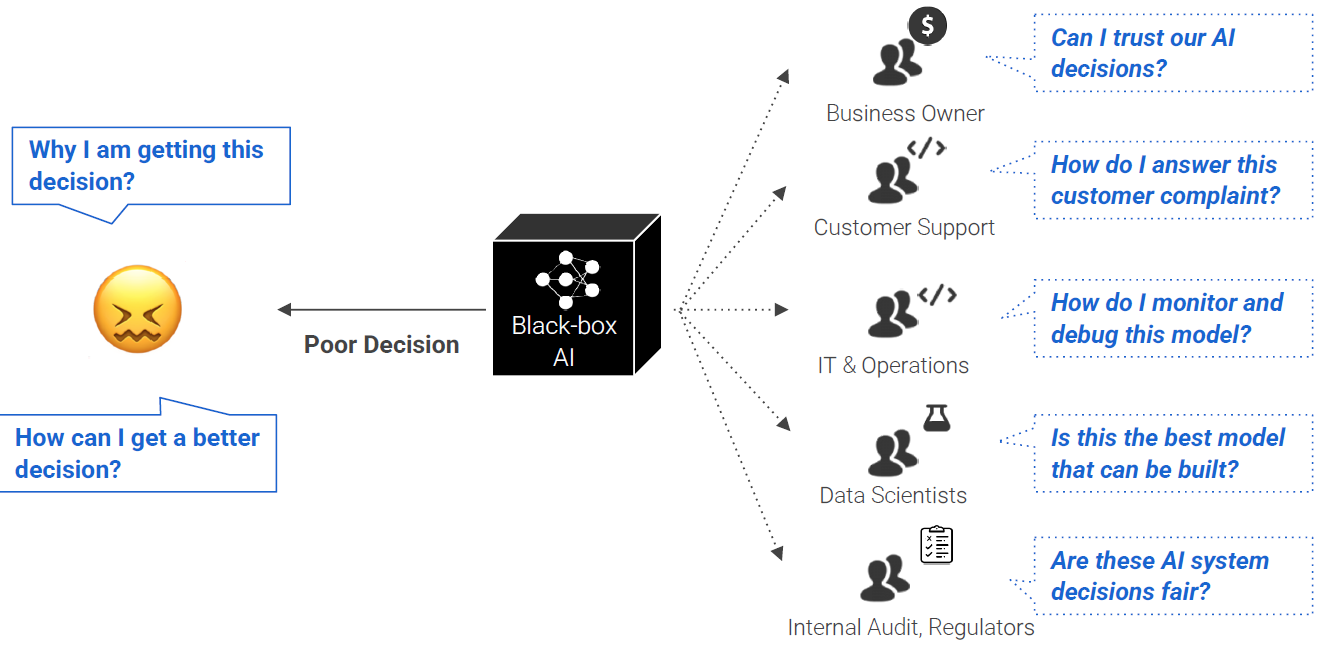 Why I am getting this
decision?
How can I get a better
decision?
Poor Decision
Black-box
AI
$
Business Owner
Can I trust our AI
decisions?
</>
Customer Support
How do I answer this
customer complaint?
</>
IT & Operations
How do I monitor and
debug this model?
Data Scientists
Is this the best model
that can be built?
Internal Audit, Regulators
Are these AI system
decisions fair?